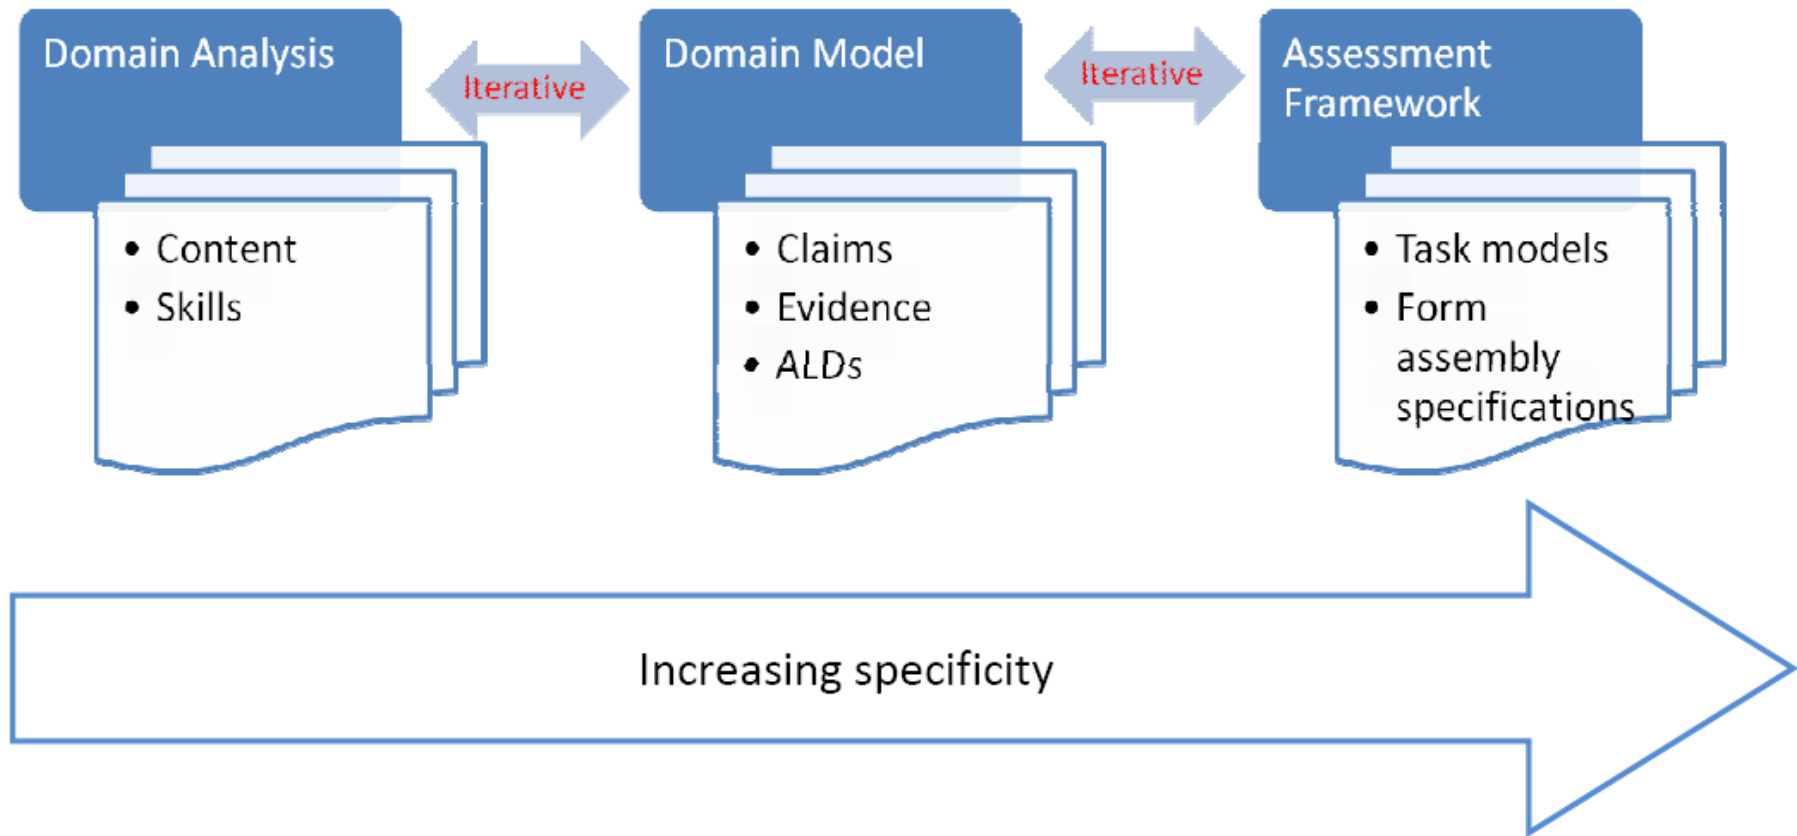 Domain Analysis
• Content
• Skills
Iterative
Domain Model
• Claims
• Evidence
• ALDs
Iterative
Assessment
Framework
• Task models
• Form
assembly
specifications
Increasing specificity